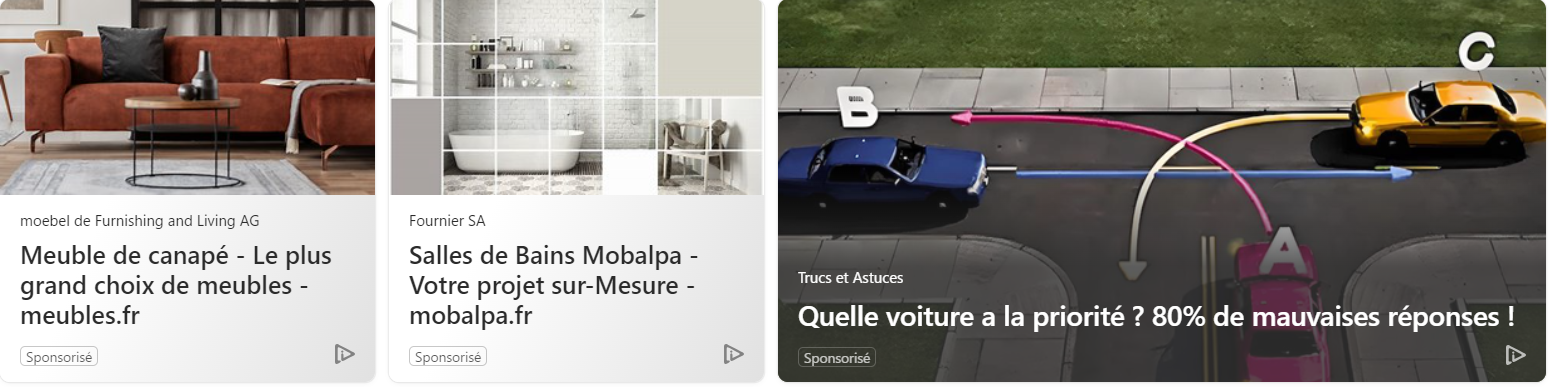 moebel de Furnishing and Living AG
Meuble de canapé - Le plus
grand choix de meubles -
meubles.fr
Sponsorisé
Fournier SA
Salles de Bains Mobalpa -
Votre projet sur-Mesure -
mobalpa.fr
Sponsorisé
C
B
A
Trucs et Astuces
Quelle voiture a la priorité ? 80% de mauvaises réponses !
Sponsorisé